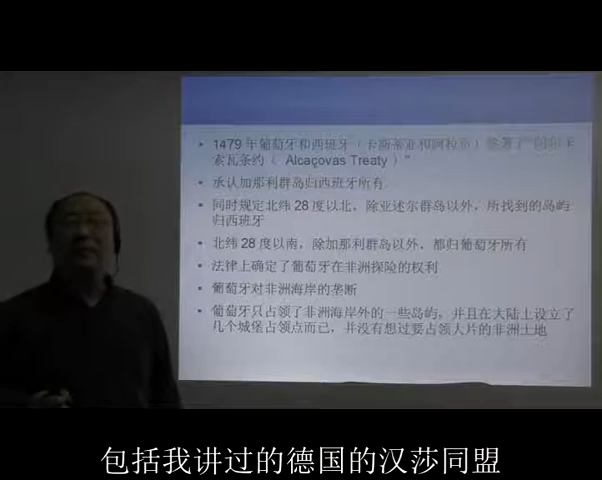 1479 年葡萄牙和西班牙（卡斯蒂亚和阿拉贡）签署了“阿尔卡
索瓦条约（ Alcaçovas Treaty ）”
承认加那利群岛归西班牙所有
同时规定北纬 28 度以北，除亚述尔群岛以外，所找到的岛屿
归西班牙
北纬 28 度以南，除加那利群岛以外，都归葡萄牙所有
法律上确定了葡萄牙在非洲探险的权利
葡萄牙对非洲海岸的垄断
葡萄牙只占领了非洲海岸外的一些岛屿，并且在大陆上设立了
几个城堡占领点而已，并没有想过要占领大片的非洲土地
包括我讲过的德国的汉莎同盟